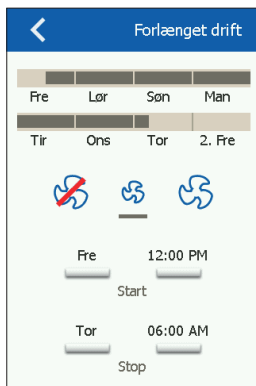 Forlænget drift
Fre Lør Søn Man
Tir Ons Tor 2. Fre
Fre 12:00 PM
Start
Tor 06:00 AM
Stop